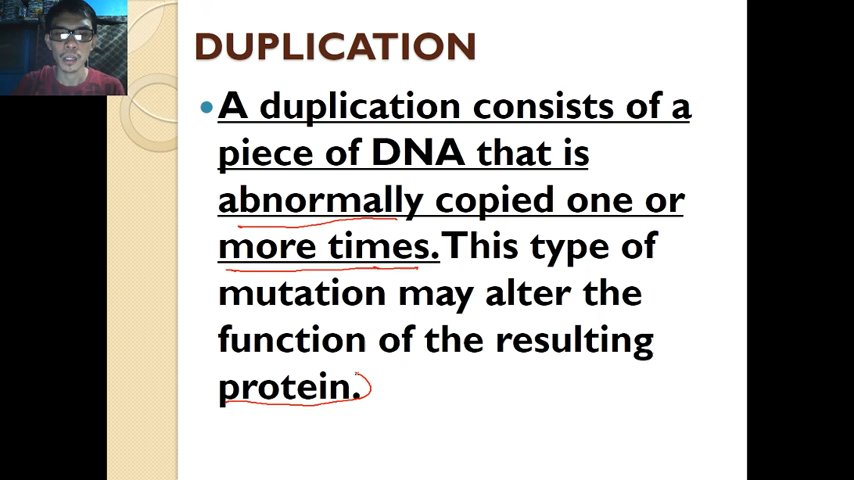 DUPLICATION
A duplication consists of a
piece of DNA that is
abnormally copied one or
more times. This type of
mutation may alter the
function of the resulting
protein.